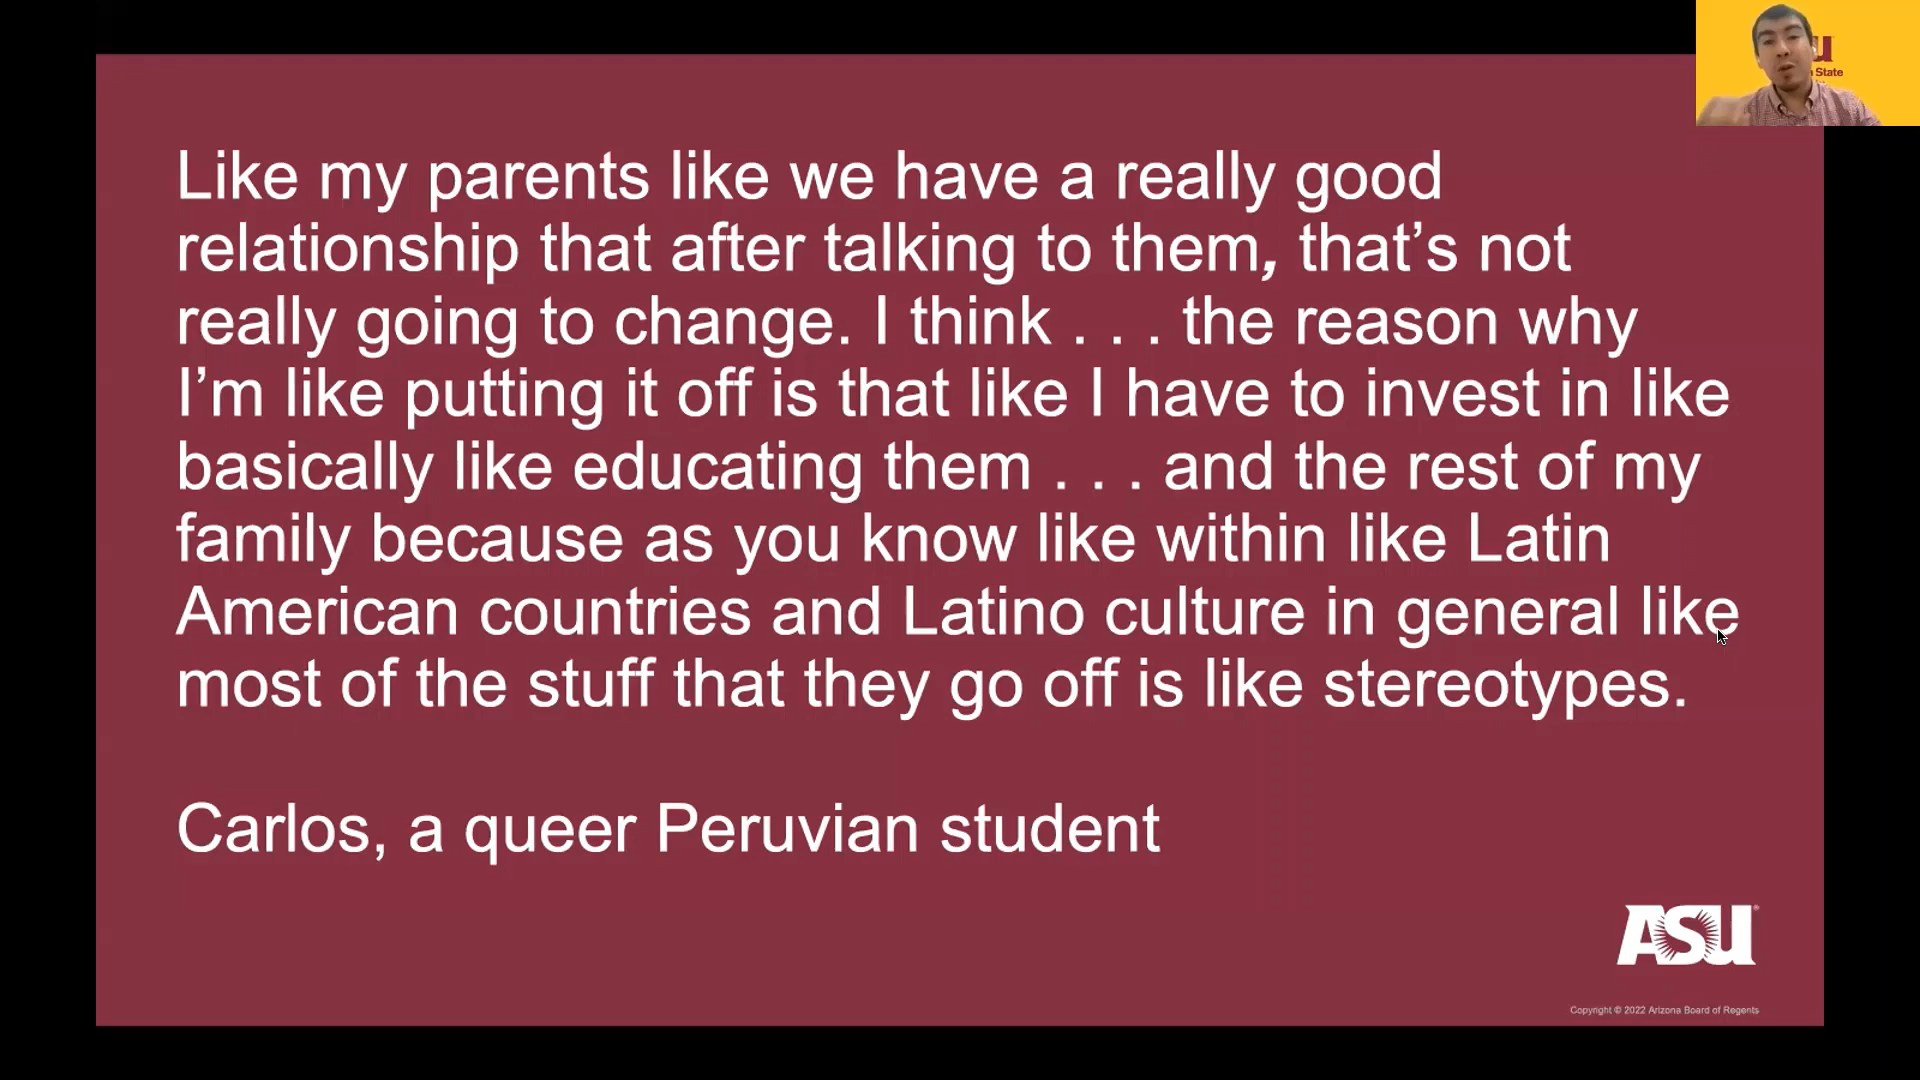 Like my parents like we have a really good
relationship that after talking to them, that’s not
really going to change. I think . . . the reason why
I’m like putting it off is that like I have to invest in like
basically like educating them . . . and the rest of my
family because as you know like within like Latin
American countries and Latino culture in general like
most of the stuff that they go off is like stereotypes.
Carlos, a queer Peruvian student
ASU
Copyright © 2022 Arizona Board of Regents
State